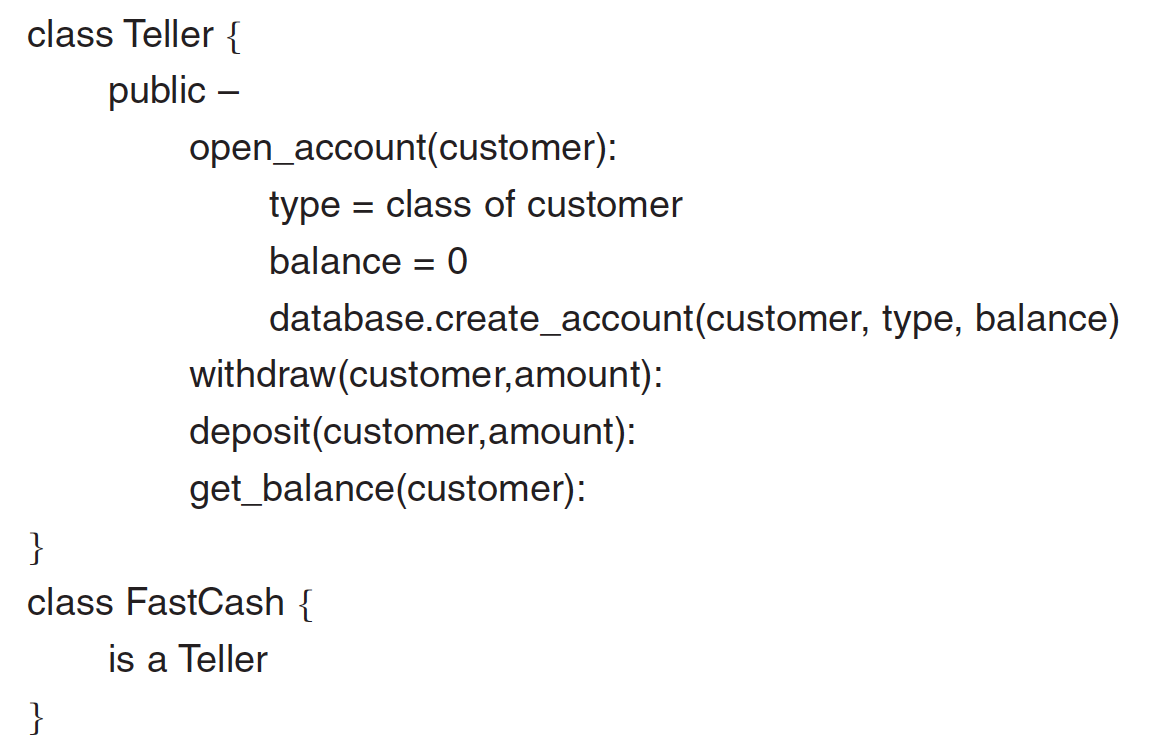 class Teller {
public –
open_account(customer):
type = class of customer
balance = 0
database.create_account(customer, type, balance)
withdraw(customer,amount):
deposit(customer,amount):
get_balance(customer):
}
class FastCash {
is a Teller
}